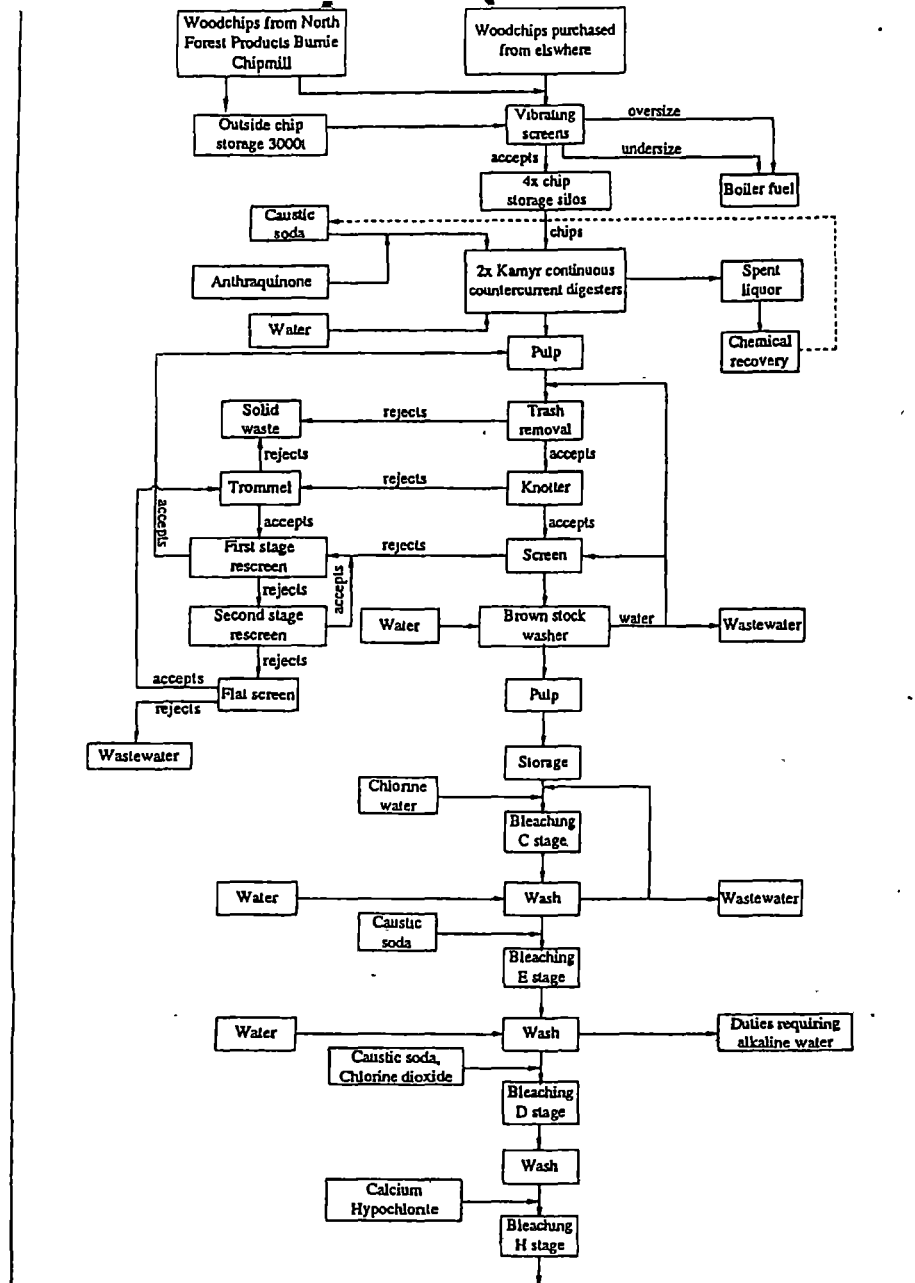 Woodchips from North
Forest Products Burnie
Chipmill
Woodchips purchased
from elswhere
Outside chip
storage 3000t
Vibrating
screens
oversize
undersize
accepts
4x chip
storage silos
Boiler fuel
Caustic
soda
chips
Anthraquinone
2x Kamyr continuous
countercurrent digesters
Spent
liquor
Water
Pulp
Chemical
recovery
Solid
waste
rejects
Trash
removal
rejects
accepts
Trommel
rejects
Knotter
accepts
accepts
accepts
First stage
rescreen
rejects
Screen
rejects
accepts
Second stage
rescreen
Water
Brown stock
washer
water
Wastewater
rejects
accepts
Flat screen
rejects
Pulp
Wastewater
Storage
Chlorine
water
Bleaching
C stage
Water
Wash
Wastewater
Caustic
soda
Bleaching
E stage
Water
Wash
Duties requiring
alkaline water
Caustic soda,
Chlorine dioxide
Bleaching
D stage
Wash
Calcium
Hypochlorite
Bleaching
H stage